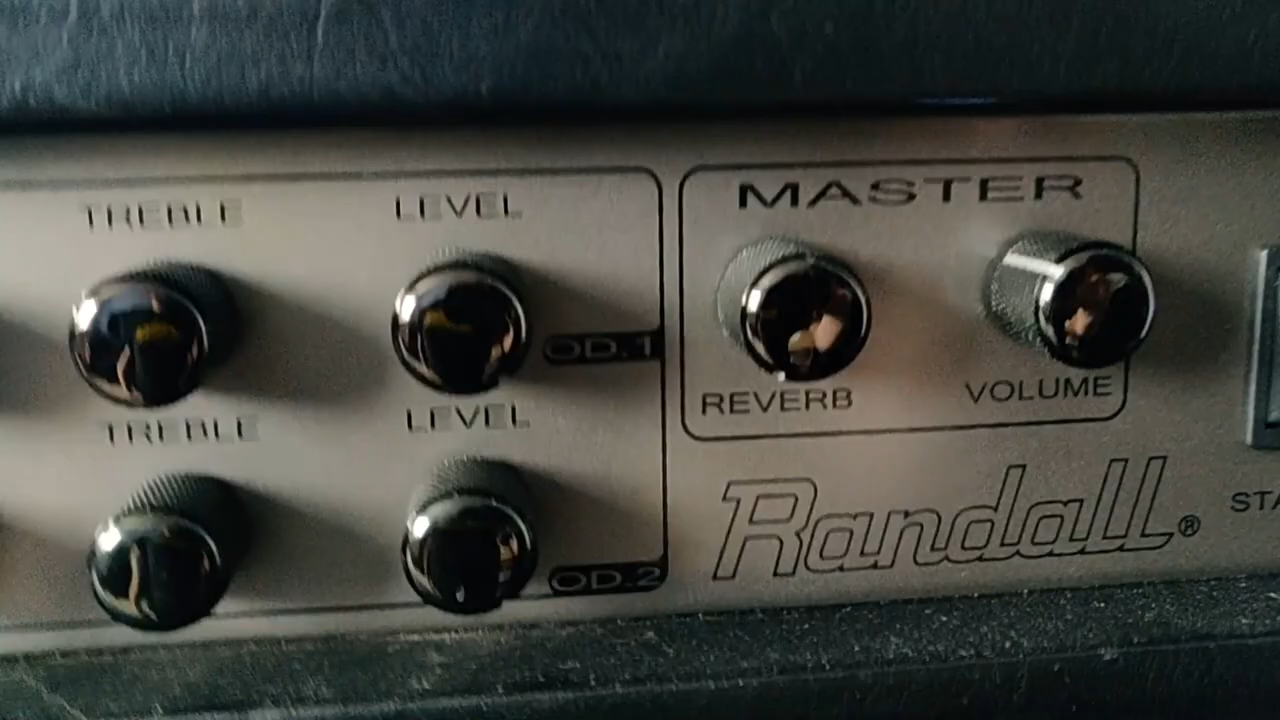 TREBLE LEVEL
OD.1
TREBLE LEVEL
OD.2
MASTER
REVERB VOLUME
Randall®